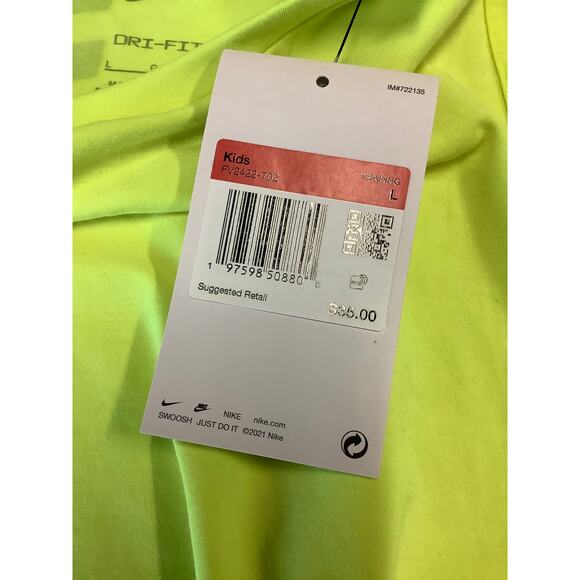 DRI-FIT
L
IM#722135
Kids
FV2422-702
TRAINING
L
1 97598 50880
Suggested Retail
$35.00
NIKE nike.com
SWOOSH JUST DO IT ©2021 Nike